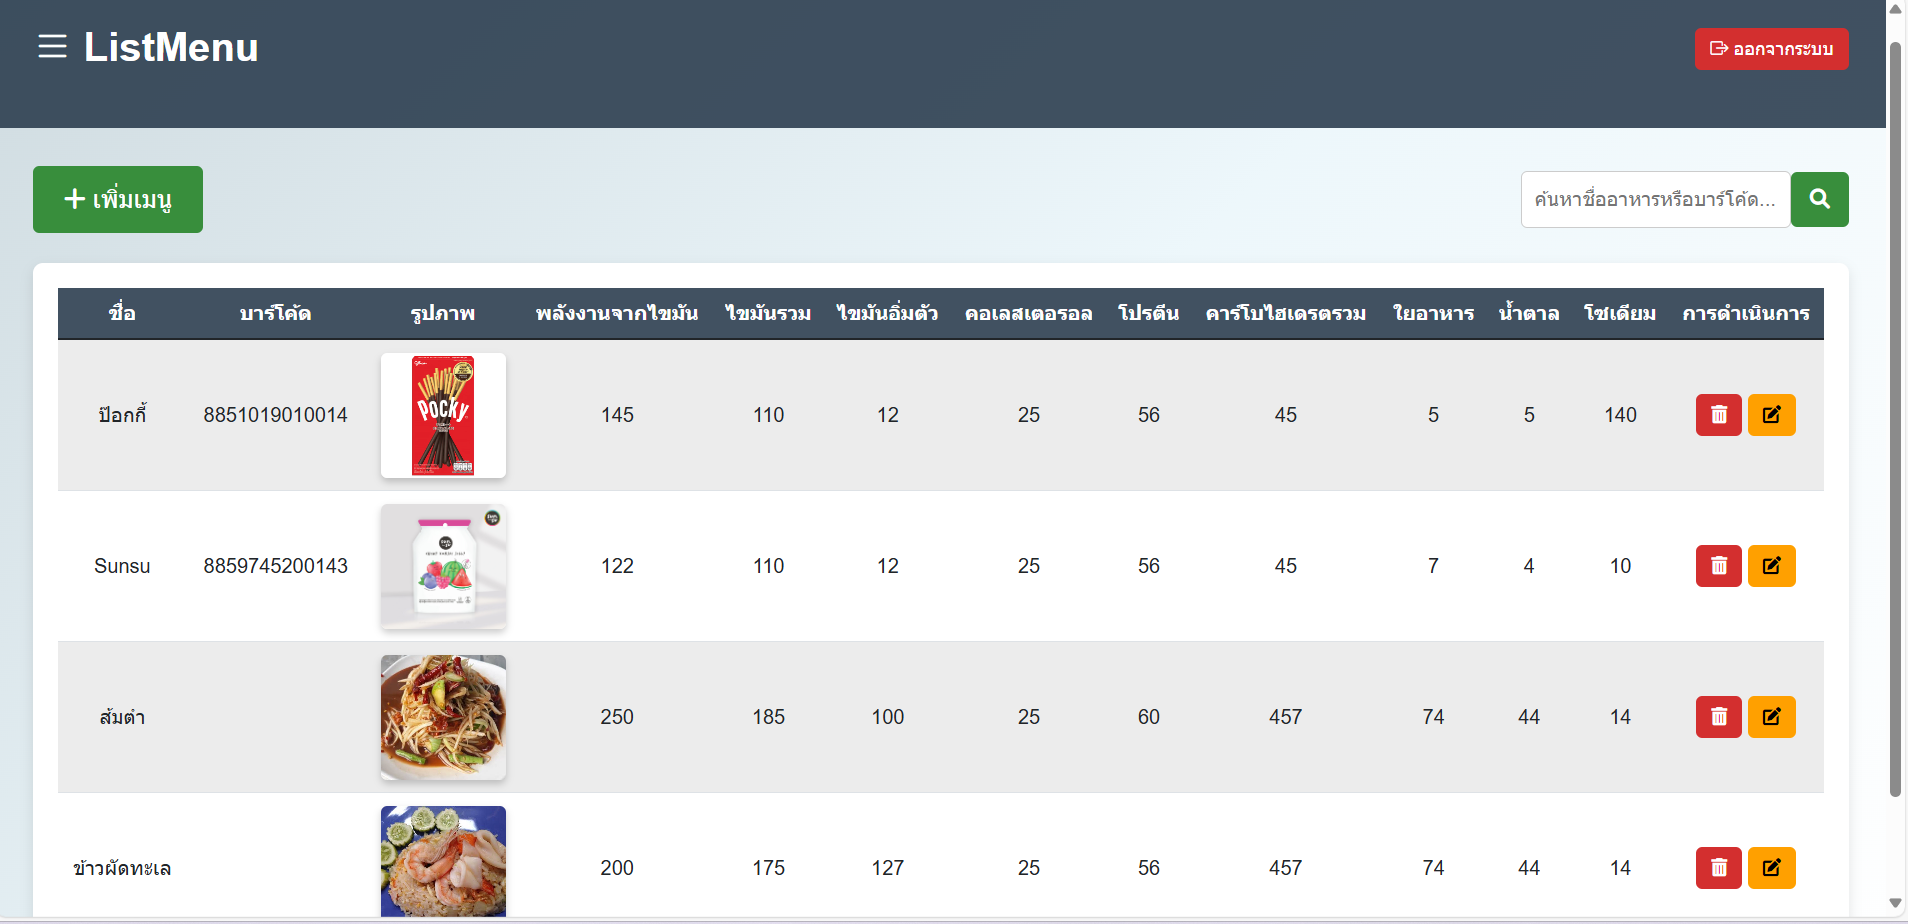 ListMenu
ออกจากระบบ
เพิ่มเมนู
ค้นหาชื่ออาหารหรือบาร์โค้ด...
ชื่อ บาร์โค้ด รูปภาพ พลังงานจากไขมัน ไขมันรวม ไขมันอิ่มตัว คอเลสเตอรอล โปรตีน คาร์โบไฮเดรตรวม ใยอาหาร น้ำตาล โซเดียม การดำเนินการ
POCKY
ป๊อกกี้ 8851019010014 145 110 12 25 56 45 5 5 140
Sunsu 8859745200143 122 110 12 25 56 45 7 4 10
ส้มตำ 250 185 100 25 60 457 74 44 14
ข้าวผัดทะเล 200 175 127 25 56 457 74 44 14